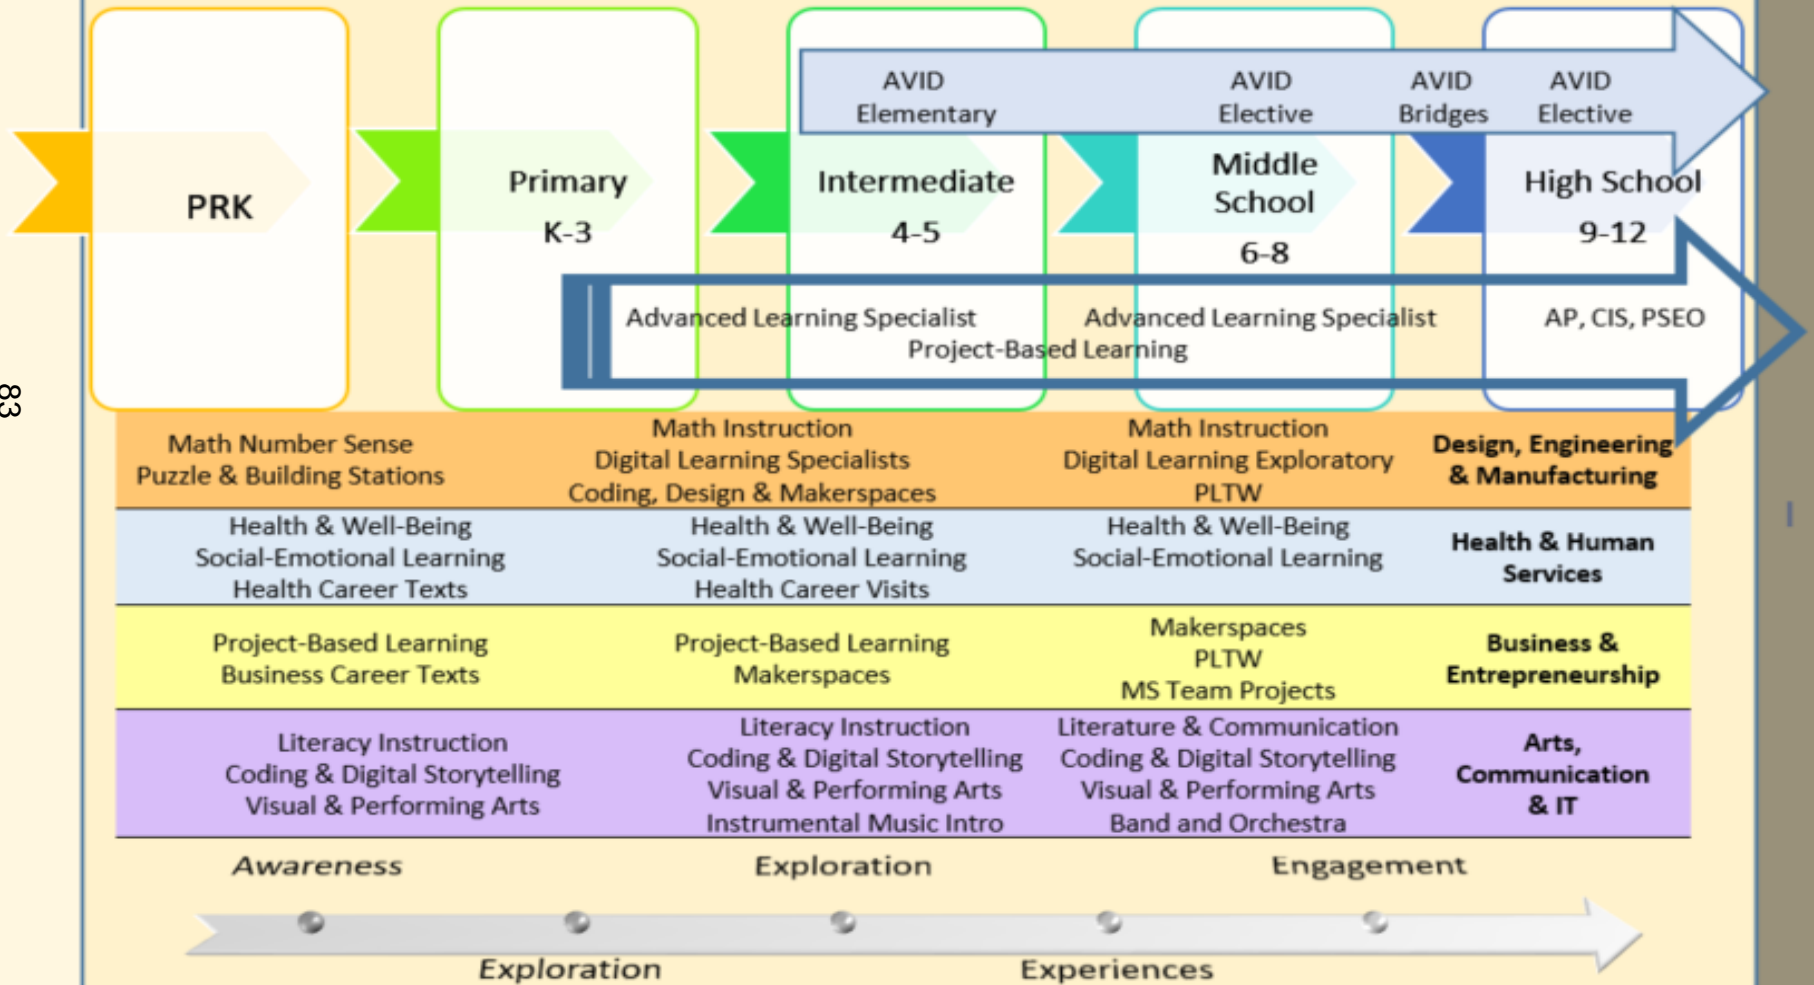 AVID
Elementary
AVID
Elective
AVID
Bridges
AVID
Elective
PRK
Primary
K-3
Intermediate
4-5
Middle
School
6-8
High School
9-12
Advanced Learning Specialist
Advanced Learning Specialist
AP, CIS, PSEO
Project-Based Learning
83
Math Number Sense
Puzzle & Building Stations
Math Instruction
Digital Learning Specialists
Coding, Design & Makerspaces
Math Instruction
Digital Learning Exploratory
PLTW
Design, Engineering
& Manufacturing
Health & Well-Being
Social-Emotional Learning
Health Career Texts
Health & Well-Being
Social-Emotional Learning
Health Career Visits
Health & Well-Being
Social-Emotional Learning
Health & Human
Services
Project-Based Learning
Business Career Texts
Project-Based Learning
Makerspaces
Makerspaces
PLTW
MS Team Projects
Business &
Entrepreneurship
Literacy Instruction
Coding & Digital Storytelling
Visual & Performing Arts
Literacy Instruction
Coding & Digital Storytelling
Visual & Performing Arts
Instrumental Music Intro
Literature & Communication
Coding & Digital Storytelling
Visual & Performing Arts
Band and Orchestra
Arts,
Communication
& IT
Awareness
Exploration
Engagement
Exploration
Experiences